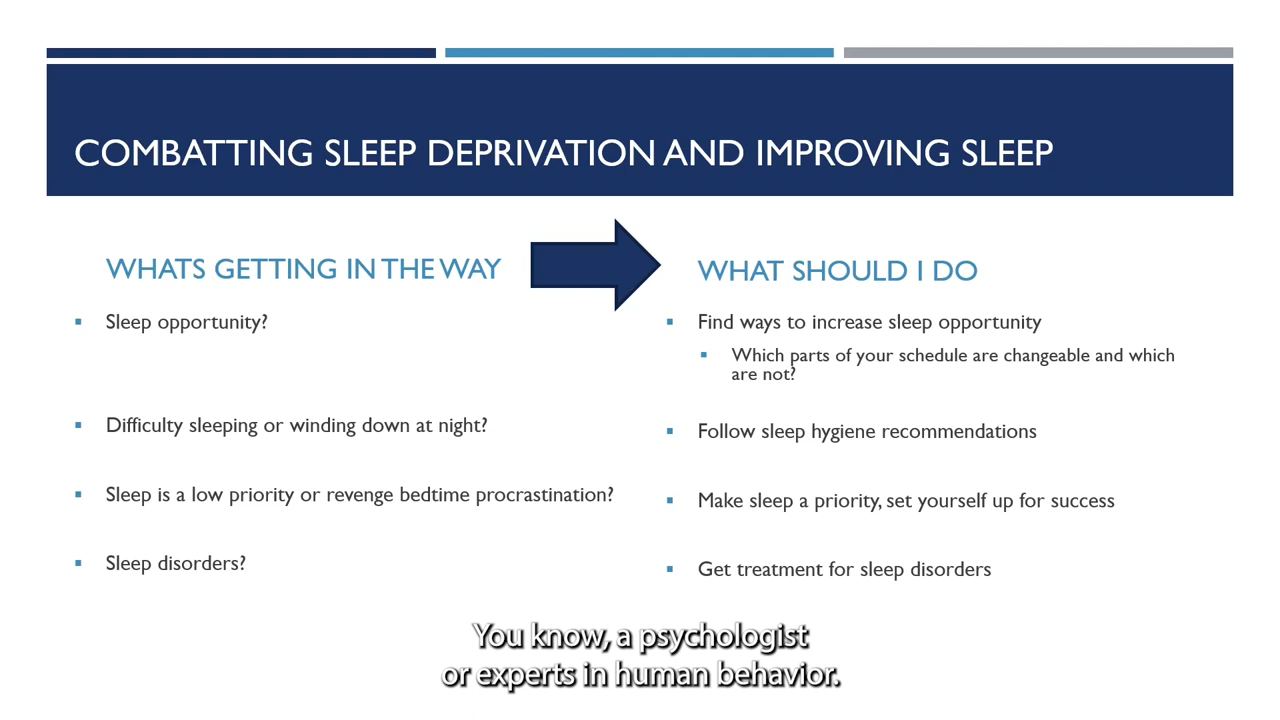 COMBATTING SLEEP DEPRIVATION AND IMPROVING SLEEP
WHATS GETTING IN THE WAY
Sleep opportunity?
Difficulty sleeping or winding down at night?
Sleep is a low priority or revenge bedtime procrastination?
Sleep disorders?
WHAT SHOULD I DO
Find ways to increase sleep opportunity
Which parts of your schedule are changeable and which
are not?
Follow sleep hygiene recommendations
Make sleep a priority, set yourself up for success
Get treatment for sleep disorders
You know, a psychologist
or experts in human behavior.